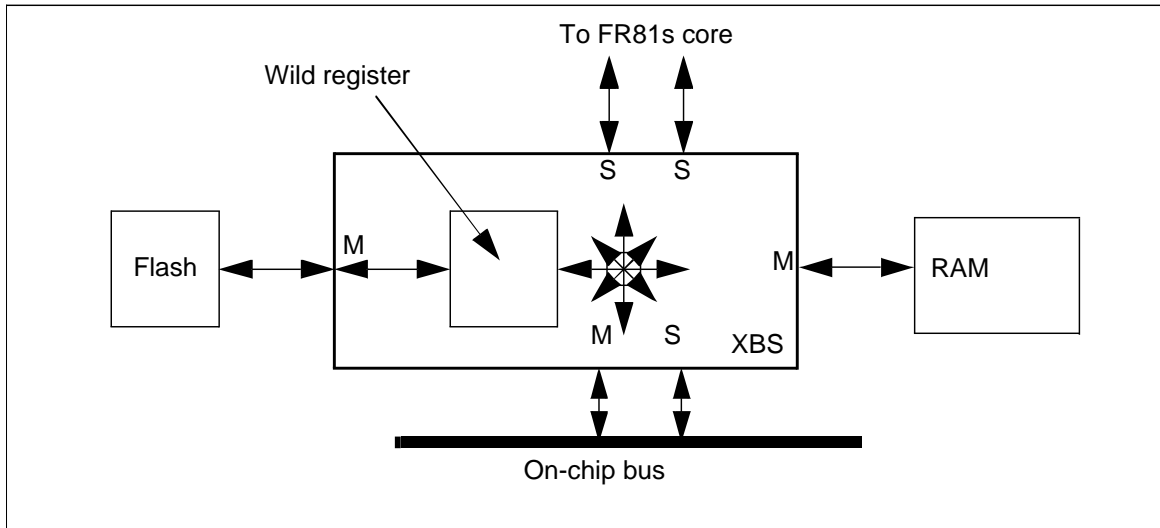 To FR81s core
Wild register
S S
M
Flash
M
RAM
M S
XBS
On-chip bus